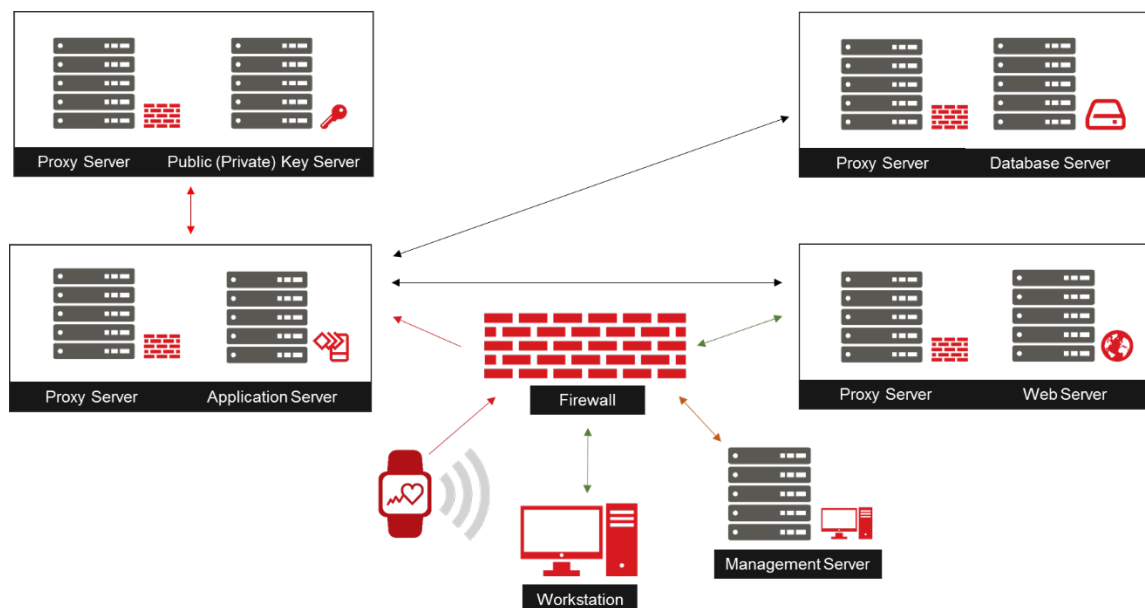 Proxy Server
Public (Private) Key Server
Proxy Server
Database Server
Proxy Server
Application Server
Proxy Server
Web Server
Firewall
Management Server
Workstation